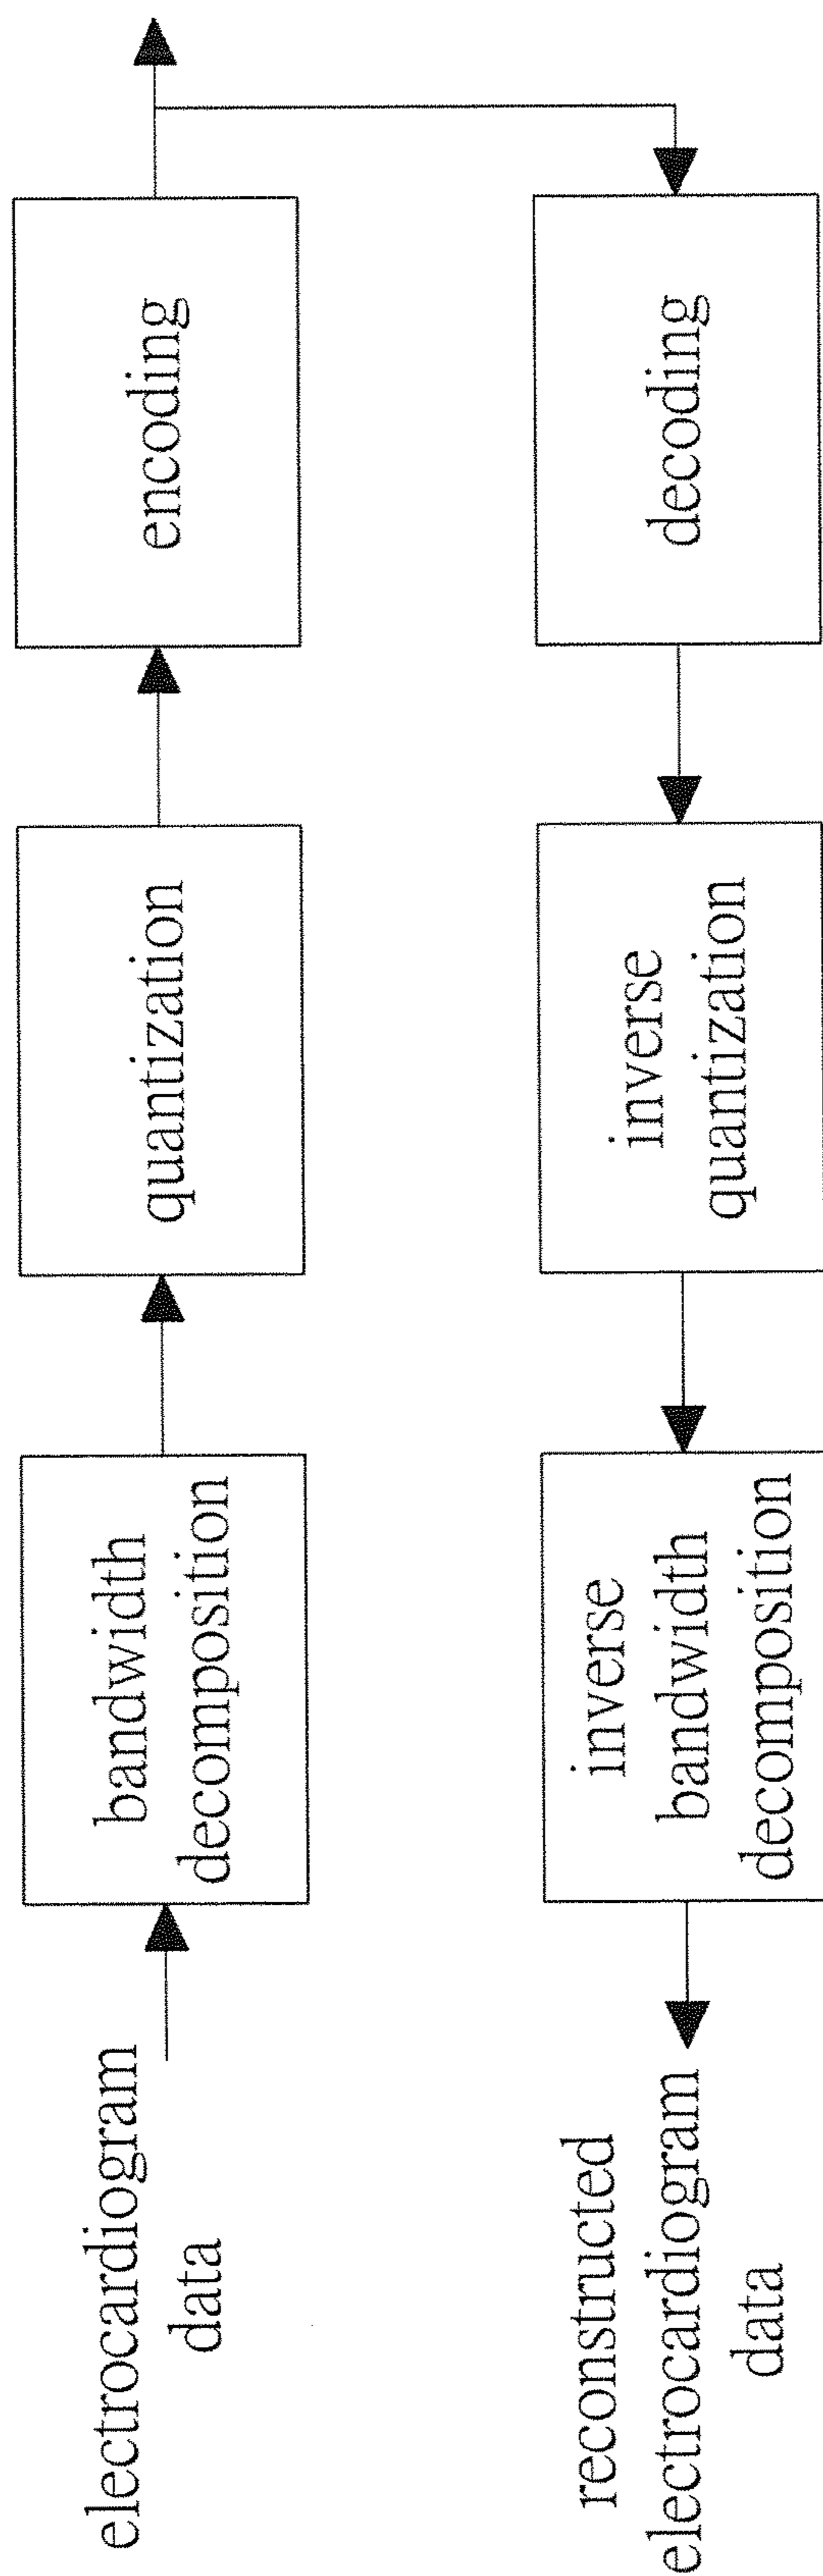 electrocardiogram
data
bandwidth
decomposition
quantization
encoding
reconstructed
electrocardiogram
data
inverse
bandwidth
decomposition
inverse
quantization
decoding